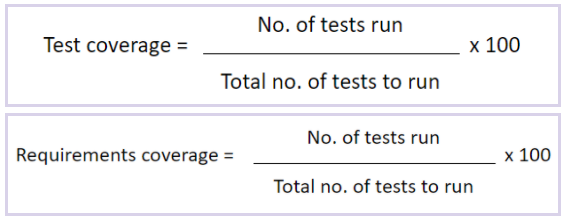 No. of tests run
Test coverage = x 100
Total no. of tests to run
No. of tests run
Requirements coverage = x 100
Total no. of tests to run